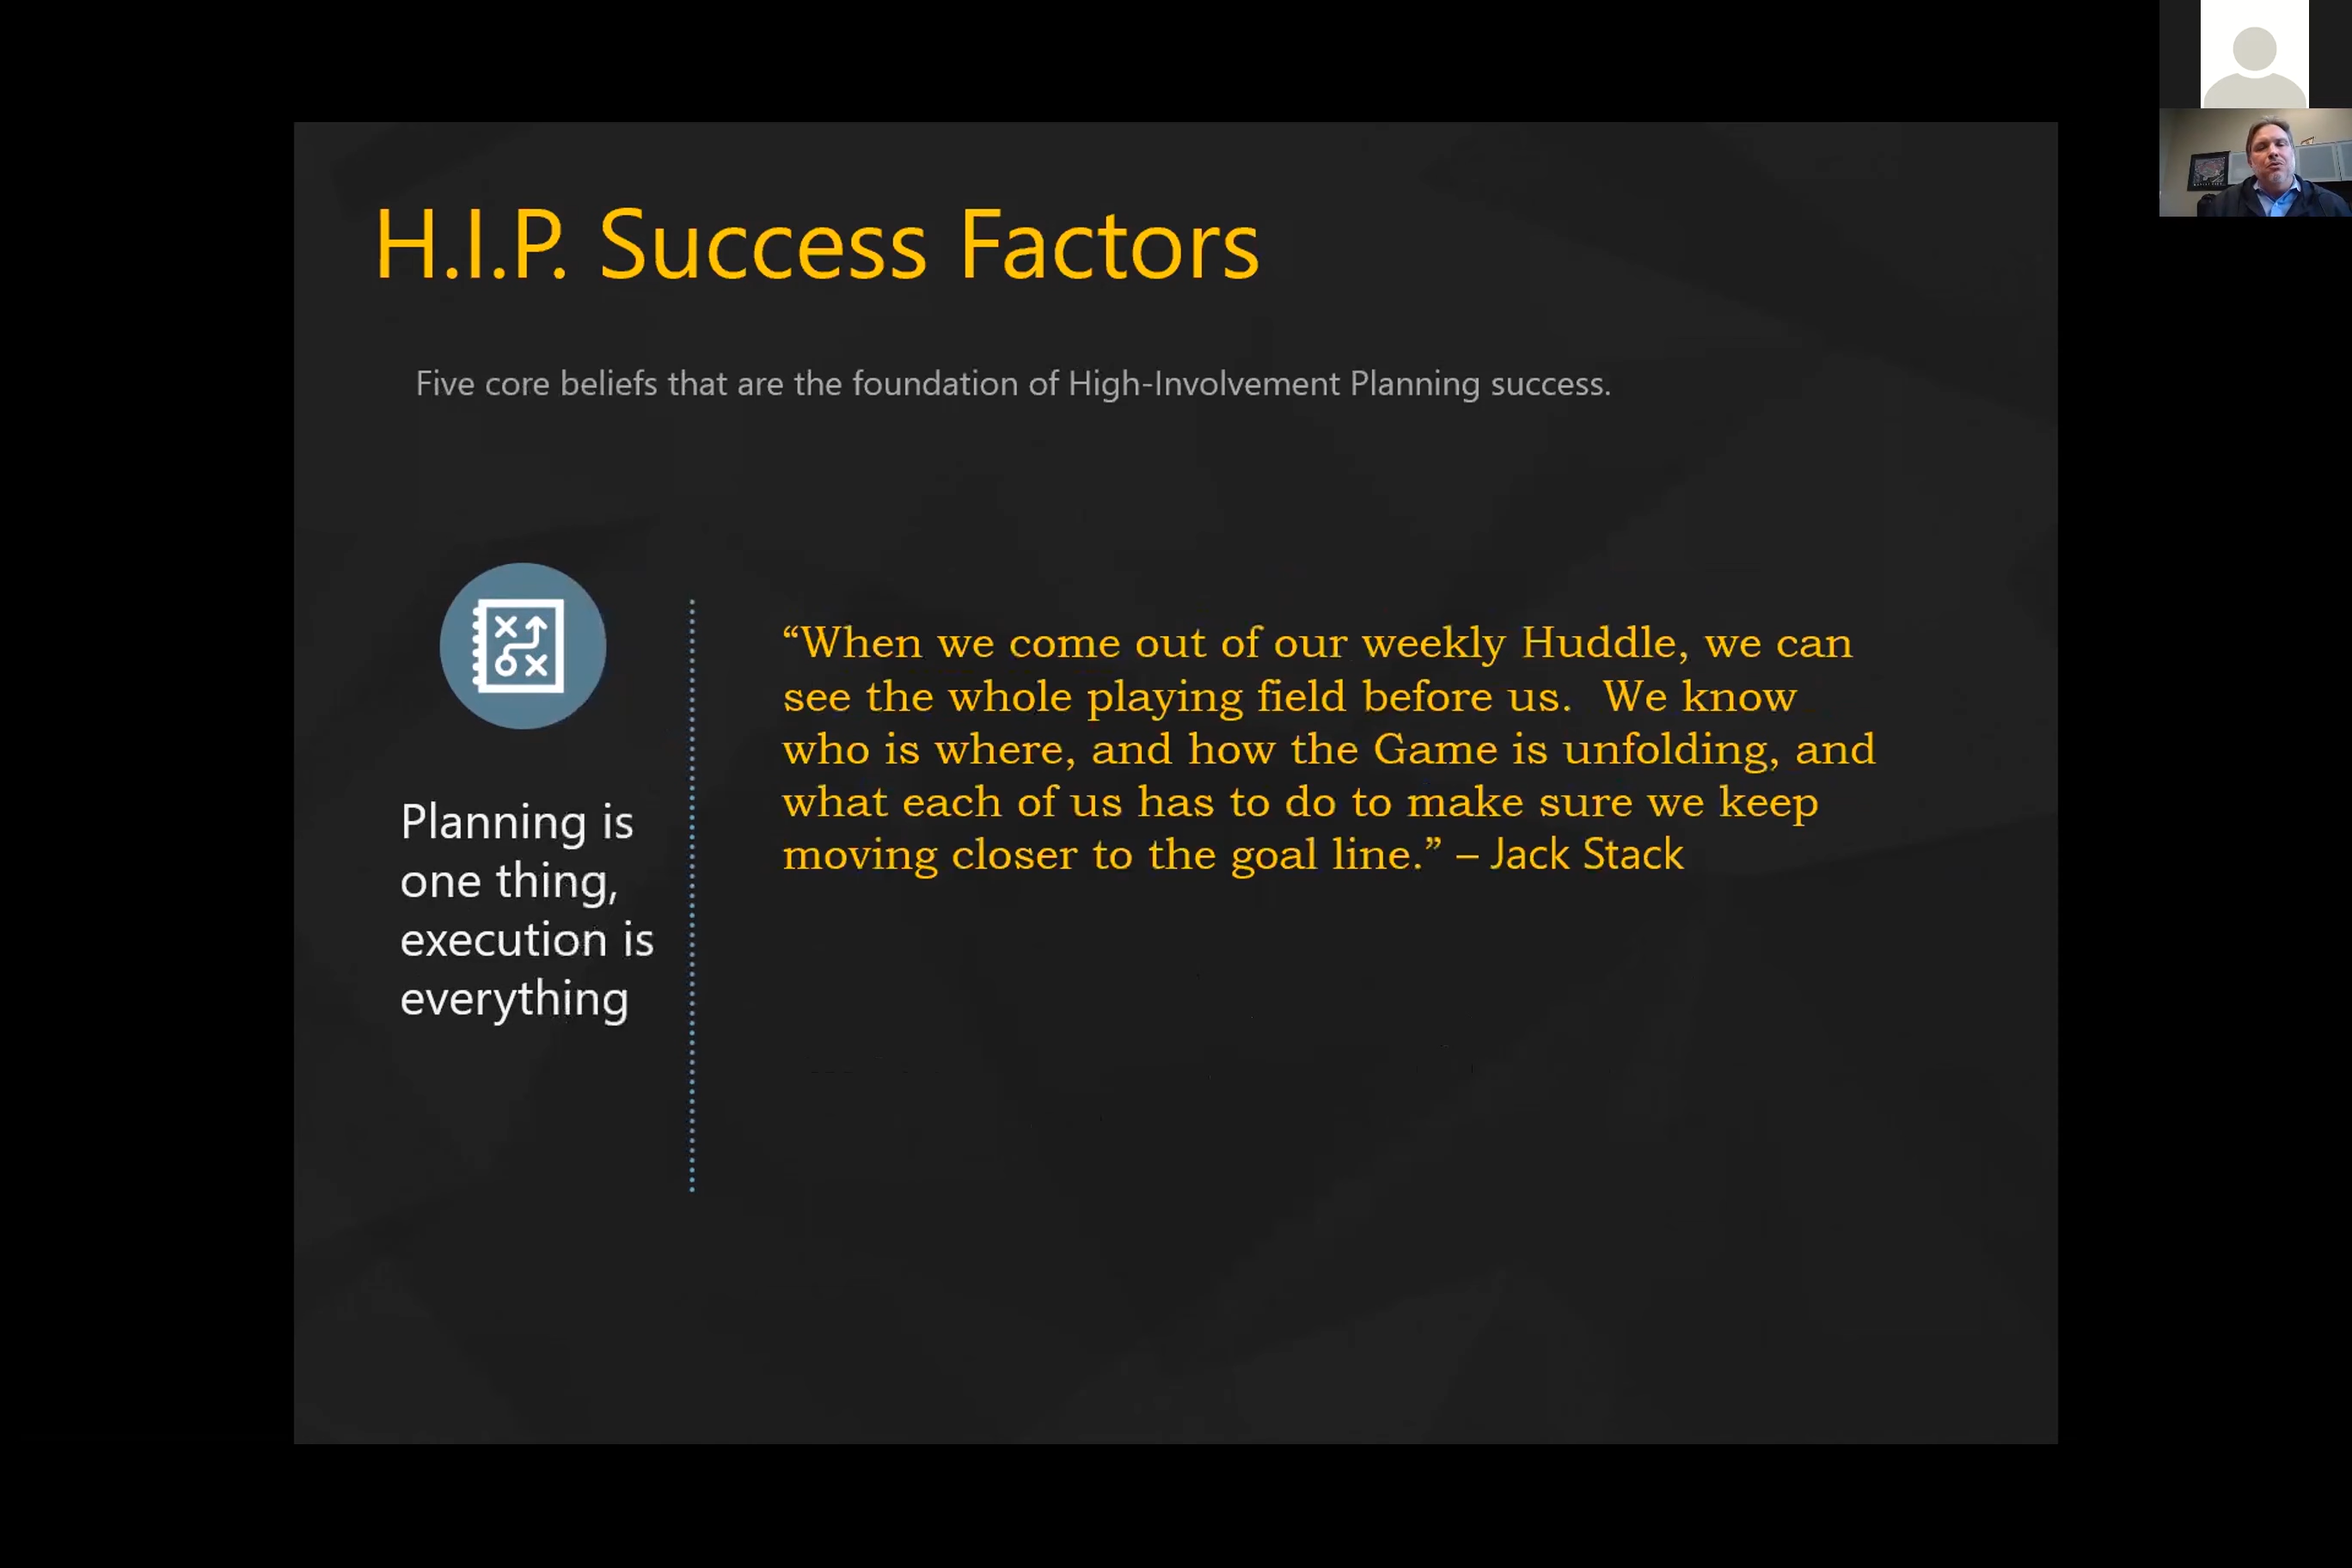 H.I.P. Success Factors
Five core beliefs that are the foundation of High-Involvement Planning success.
Planning is
one thing,
execution is
everything
“When we come out of our weekly Huddle, we can
see the whole playing field before us.  We know
who is where, and how the Game is unfolding, and
what each of us has to do to make sure we keep
moving closer to the goal line.” – Jack Stack